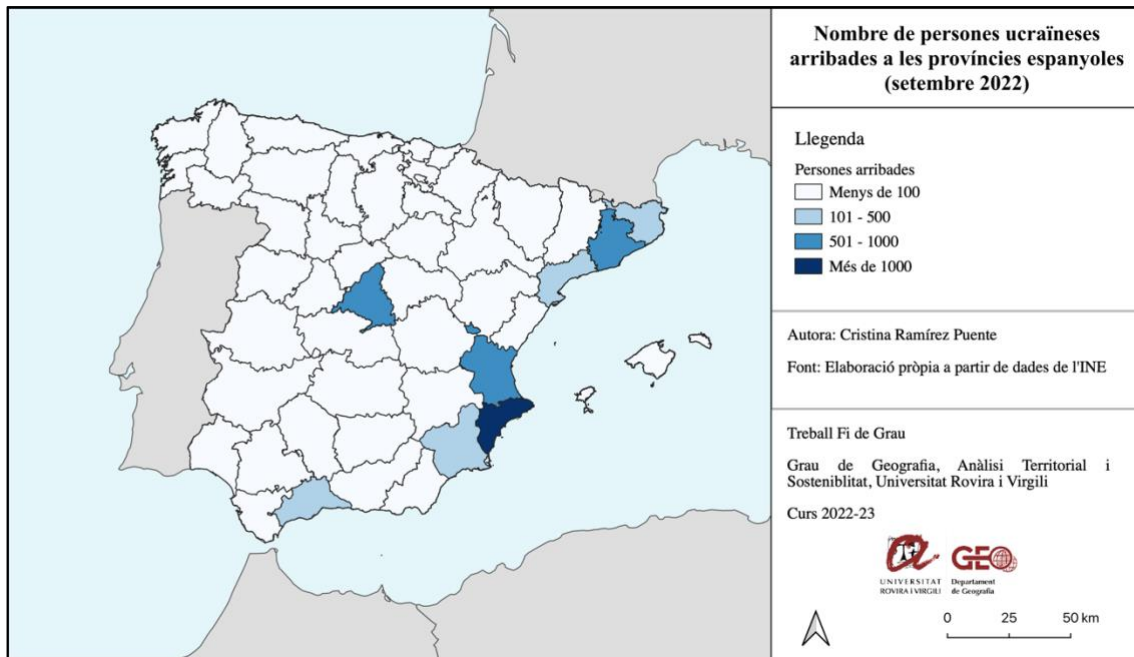 Nombre de persones ucraïneses
arribades a les províncies espanyoles
(setembre 2022)
Llegenda
Persones arribades
Menys de 100
101 - 500
501 - 1000
Més de 1000
Autora: Cristina Ramírez Puente
Font: Elaboració pròpia a partir de dades de l'INE
Treball Fi de Grau
Grau de Geografia, Anàlisi Territorial i
Sosteniblitat, Universitat Rovira i Virgili
Curs 2022-23
UNIVERSITAT
ROVIRA I VIRGILI
GEO
Departament
de Geografia
0 25 50 km